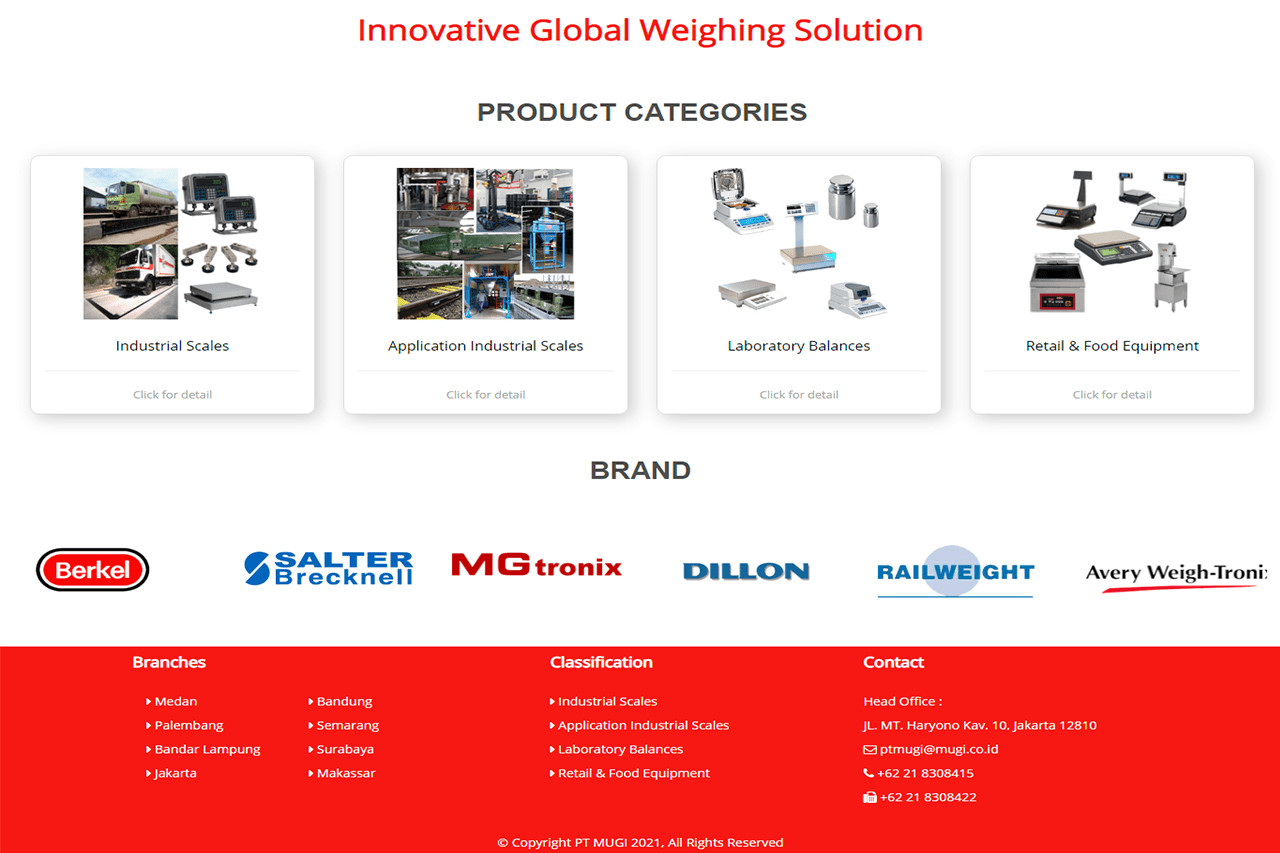 Innovative Global Weighing Solution
PRODUCT CATEGORIES
Industrial Scales
Click for detail
Application Industrial Scales
Click for detail
Laboratory Balances
Click for detail
Retail & Food Equipment
Click for detail
BRAND
Berkel
SALTER
Brecknell
MGtronix
DILLON
RAILWEIGHT
Avery Weigh-Troni
Branches
Medan
Palembang
Bandar Lampung
Jakarta
Bandung
Semarang
Surabaya
Makassar
Classification
Industrial Scales
Application Industrial Scales
Laboratory Balances
Retail & Food Equipment
Contact
Head Office :
JL. MT. Haryono Kav. 10, Jakarta 12810
ptmugi@mugi.co.id
+62 21 8308415
+62 21 8308422
© Copyright PT MUGI 2021, All Rights Reserved